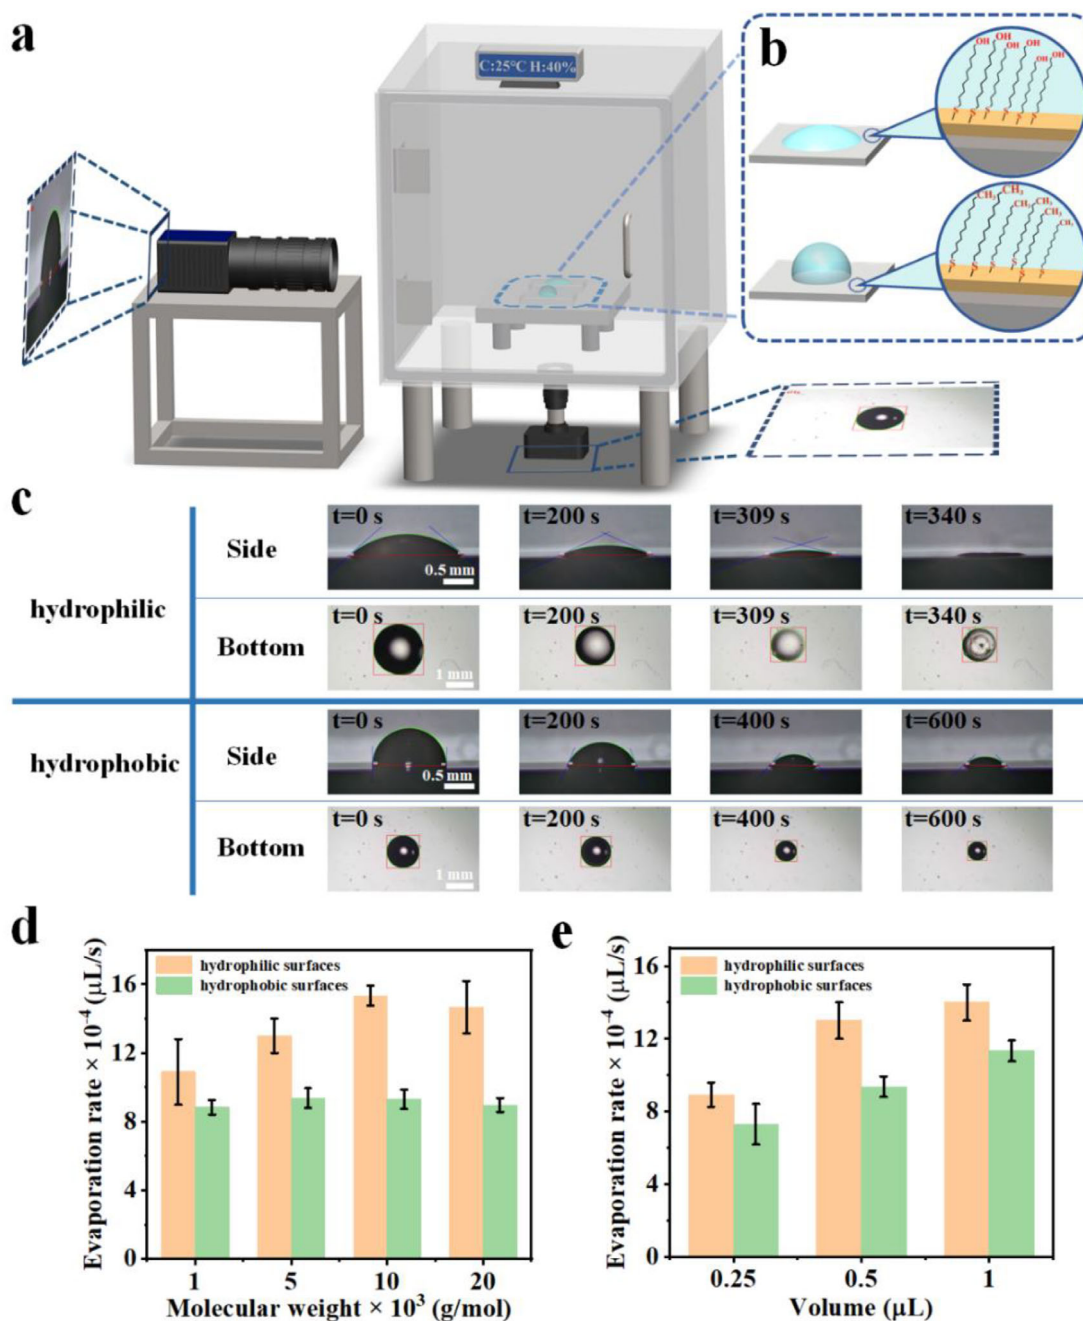 a
C:25°C H:40%
b
OH OH OH OH OH OH
S S S S S S
CH₃ CH₃ CH₃ CH₃ CH₃ CH₃
S S S S S S
c
hydrophilic
Side
t=0 s
0.5 mm
t=200 s
t=309 s
t=340 s
Bottom
t=0 s
1 mm
t=200 s
t=309 s
t=340 s
hydrophobic
Side
t=0 s
0.5 mm
t=200 s
t=400 s
t=600 s
Bottom
t=0 s
1 mm
t=200 s
t=400 s
t=600 s
d
Evaporation rate × 10⁻⁴ (μL/s)
16
12
8
4
0
hydrophilic surfaces
hydrophobic surfaces
1 5 10 20
Molecular weight × 10³ (g/mol)
e
Evaporation rate × 10⁻⁴ (μL/s)
16
12
8
4
0
hydrophilic surfaces
hydrophobic surfaces
0.25 0.5 1
Volume (μL)